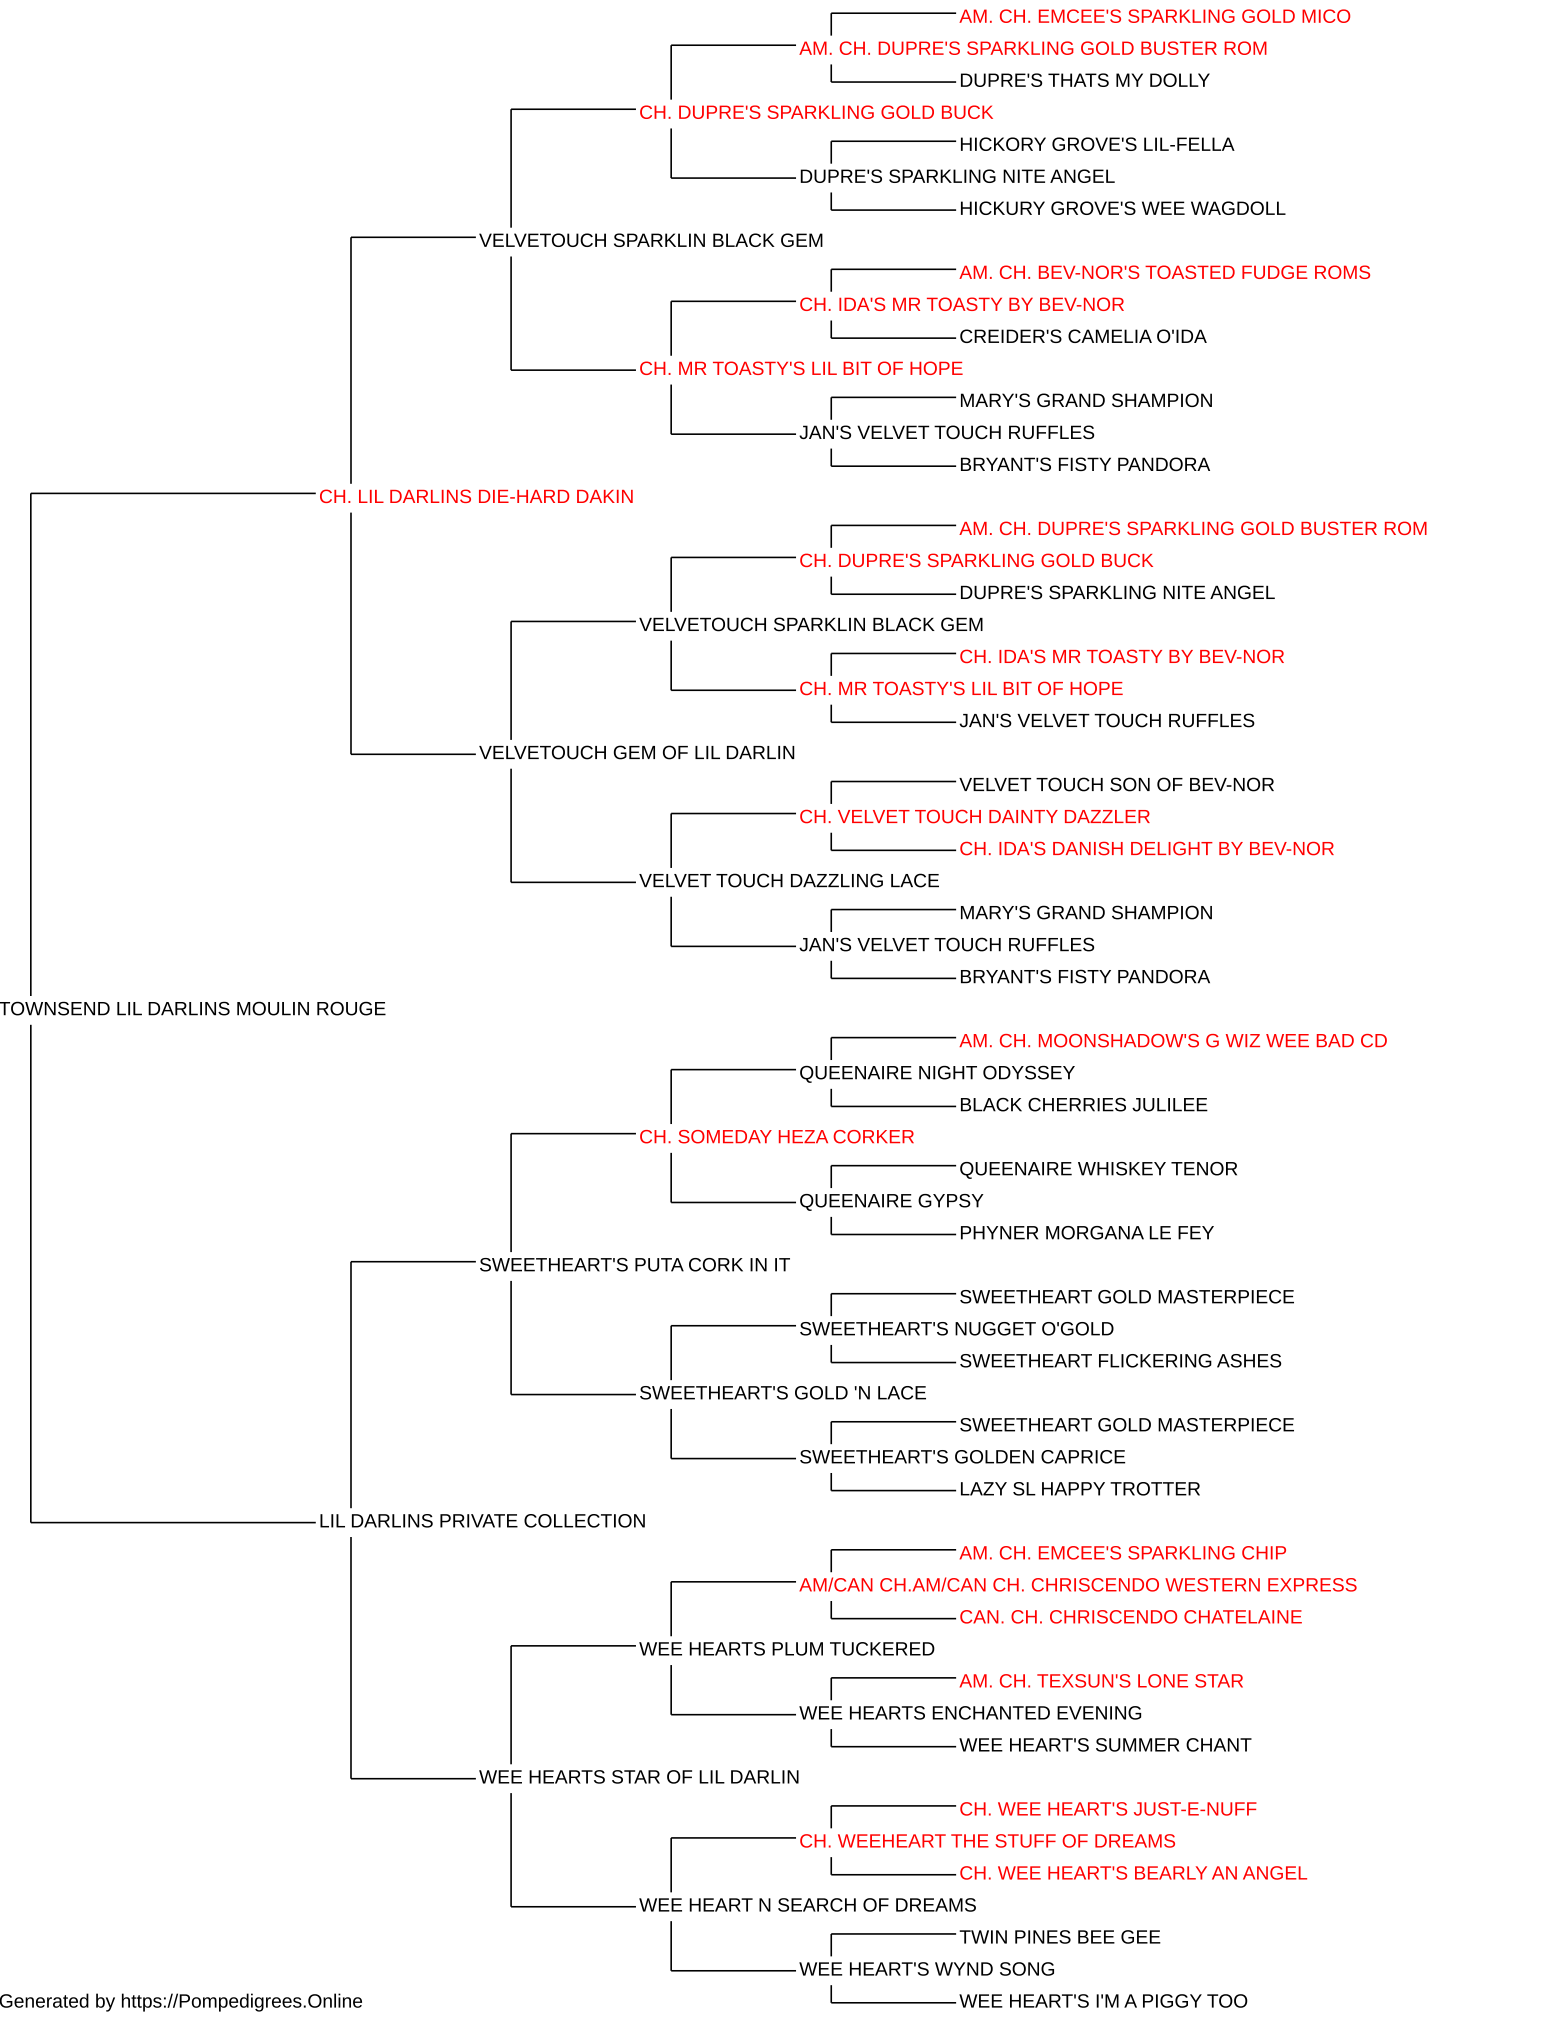 AM. CH. EMCEE'S SPARKLING GOLD MICO
AM. CH. DUPRE'S SPARKLING GOLD BUSTER ROM
DUPRE'S THATS MY DOLLY
CH. DUPRE'S SPARKLING GOLD BUCK
HICKORY GROVE'S LIL-FELLA
DUPRE'S SPARKLING NITE ANGEL
HICKURY GROVE'S WEE WAGDOLL
VELVETOUCH SPARKLIN BLACK GEM
AM. CH. BEV-NOR'S TOASTED FUDGE ROMS
CH. IDA'S MR TOASTY BY BEV-NOR
CREIDER'S CAMELIA O'IDA
CH. MR TOASTY'S LIL BIT OF HOPE
MARY'S GRAND SHAMPION
JAN'S VELVET TOUCH RUFFLES
BRYANT'S FISTY PANDORA
CH. LIL DARLINS DIE-HARD DAKIN
AM. CH. DUPRE'S SPARKLING GOLD BUSTER ROM
CH. DUPRE'S SPARKLING GOLD BUCK
DUPRE'S SPARKLING NITE ANGEL
VELVETOUCH SPARKLIN BLACK GEM
CH. IDA'S MR TOASTY BY BEV-NOR
CH. MR TOASTY'S LIL BIT OF HOPE
JAN'S VELVET TOUCH RUFFLES
VELVETOUCH GEM OF LIL DARLIN
VELVET TOUCH SON OF BEV-NOR
CH. VELVET TOUCH DAINTY DAZZLER
CH. IDA'S DANISH DELIGHT BY BEV-NOR
VELVET TOUCH DAZZLING LACE
MARY'S GRAND SHAMPION
JAN'S VELVET TOUCH RUFFLES
BRYANT'S FISTY PANDORA
TOWNSEND LIL DARLINS MOULIN ROUGE
AM. CH. MOONSHADOW'S G WIZ WEE BAD CD
QUEENAIRE NIGHT ODYSSEY
BLACK CHERRIES JULILEE
CH. SOMEDAY HEZA CORKER
QUEENAIRE WHISKEY TENOR
QUEENAIRE GYPSY
PHYNER MORGANA LE FEY
SWEETHEART'S PUTA CORK IN IT
SWEETHEART GOLD MASTERPIECE
SWEETHEART'S NUGGET O'GOLD
SWEETHEART FLICKERING ASHES
SWEETHEART'S GOLD 'N LACE
SWEETHEART GOLD MASTERPIECE
SWEETHEART'S GOLDEN CAPRICE
LAZY SL HAPPY TROTTER
LIL DARLINS PRIVATE COLLECTION
AM. CH. EMCEE'S SPARKLING CHIP
AM/CAN CH.AM/CAN CH. CHRISCENDO WESTERN EXPRESS
CAN. CH. CHRISCENDO CHATELAINE
WEE HEARTS PLUM TUCKERED
AM. CH. TEXSUN'S LONE STAR
WEE HEARTS ENCHANTED EVENING
WEE HEART'S SUMMER CHANT
WEE HEARTS STAR OF LIL DARLIN
CH. WEE HEART'S JUST-E-NUFF
CH. WEEHEART THE STUFF OF DREAMS
CH. WEE HEART'S BEARLY AN ANGEL
WEE HEART N SEARCH OF DREAMS
TWIN PINES BEE GEE
WEE HEART'S WYND SONG
WEE HEART'S I'M A PIGGY TOO
Generated by https://Pompedigrees.Online